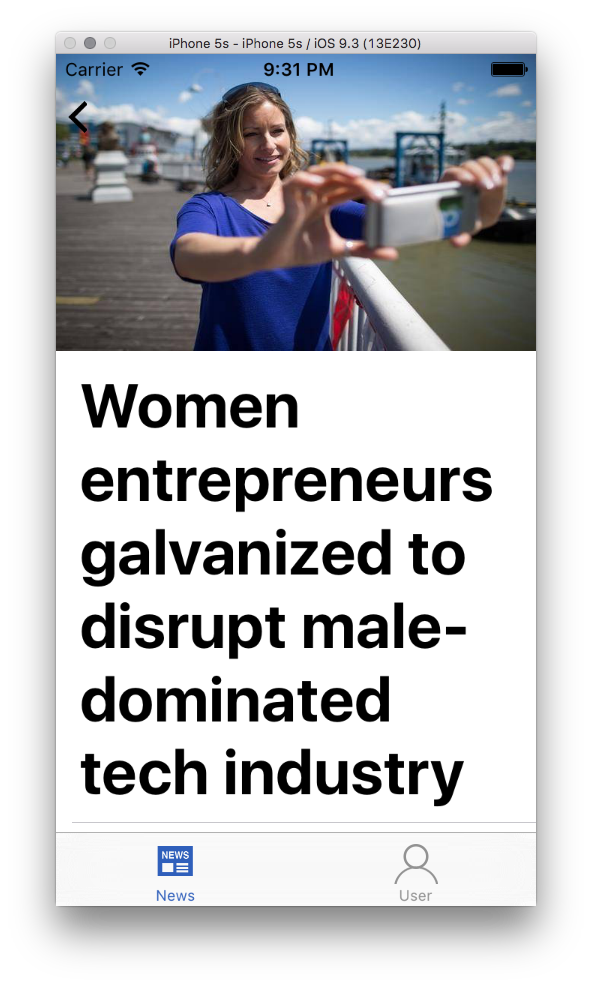 iPhone 5s - iPhone 5s / iOS 9.3 (13E230)
Carrier 9:31 PM
Women
entrepreneurs
galvanized to
disrupt male-
dominated
tech industry
NEWS
News User